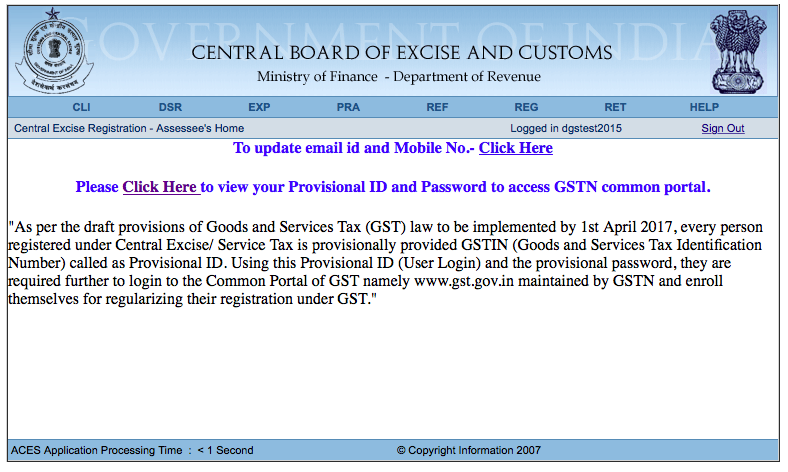 GOVERNMENT OF INDIA
CENTRAL BOARD OF EXCISE AND CUSTOMS
Ministry of Finance - Department of Revenue
CLI DSR EXP PRA REF REG RET HELP
Central Excise Registration - Assessee's Home Logged in dgstest2015 Sign Out
To update email id and Mobile No.- Click Here
Please Click Here to view your Provisional ID and Password to access GSTN common portal.
"As per the draft provisions of Goods and Services Tax (GST) law to be implemented by 1st April 2017, every person
registered under Central Excise/ Service Tax is provisionally provided GSTIN (Goods and Services Tax Identification
Number) called as Provisional ID. Using this Provisional ID (User Login) and the provisional password, they are
required further to login to the Common Portal of GST namely www.gst.gov.in maintained by GSTN and enroll
themselves for regularizing their registration under GST."
ACES Application Processing Time : < 1 Second © Copyright Information 2007